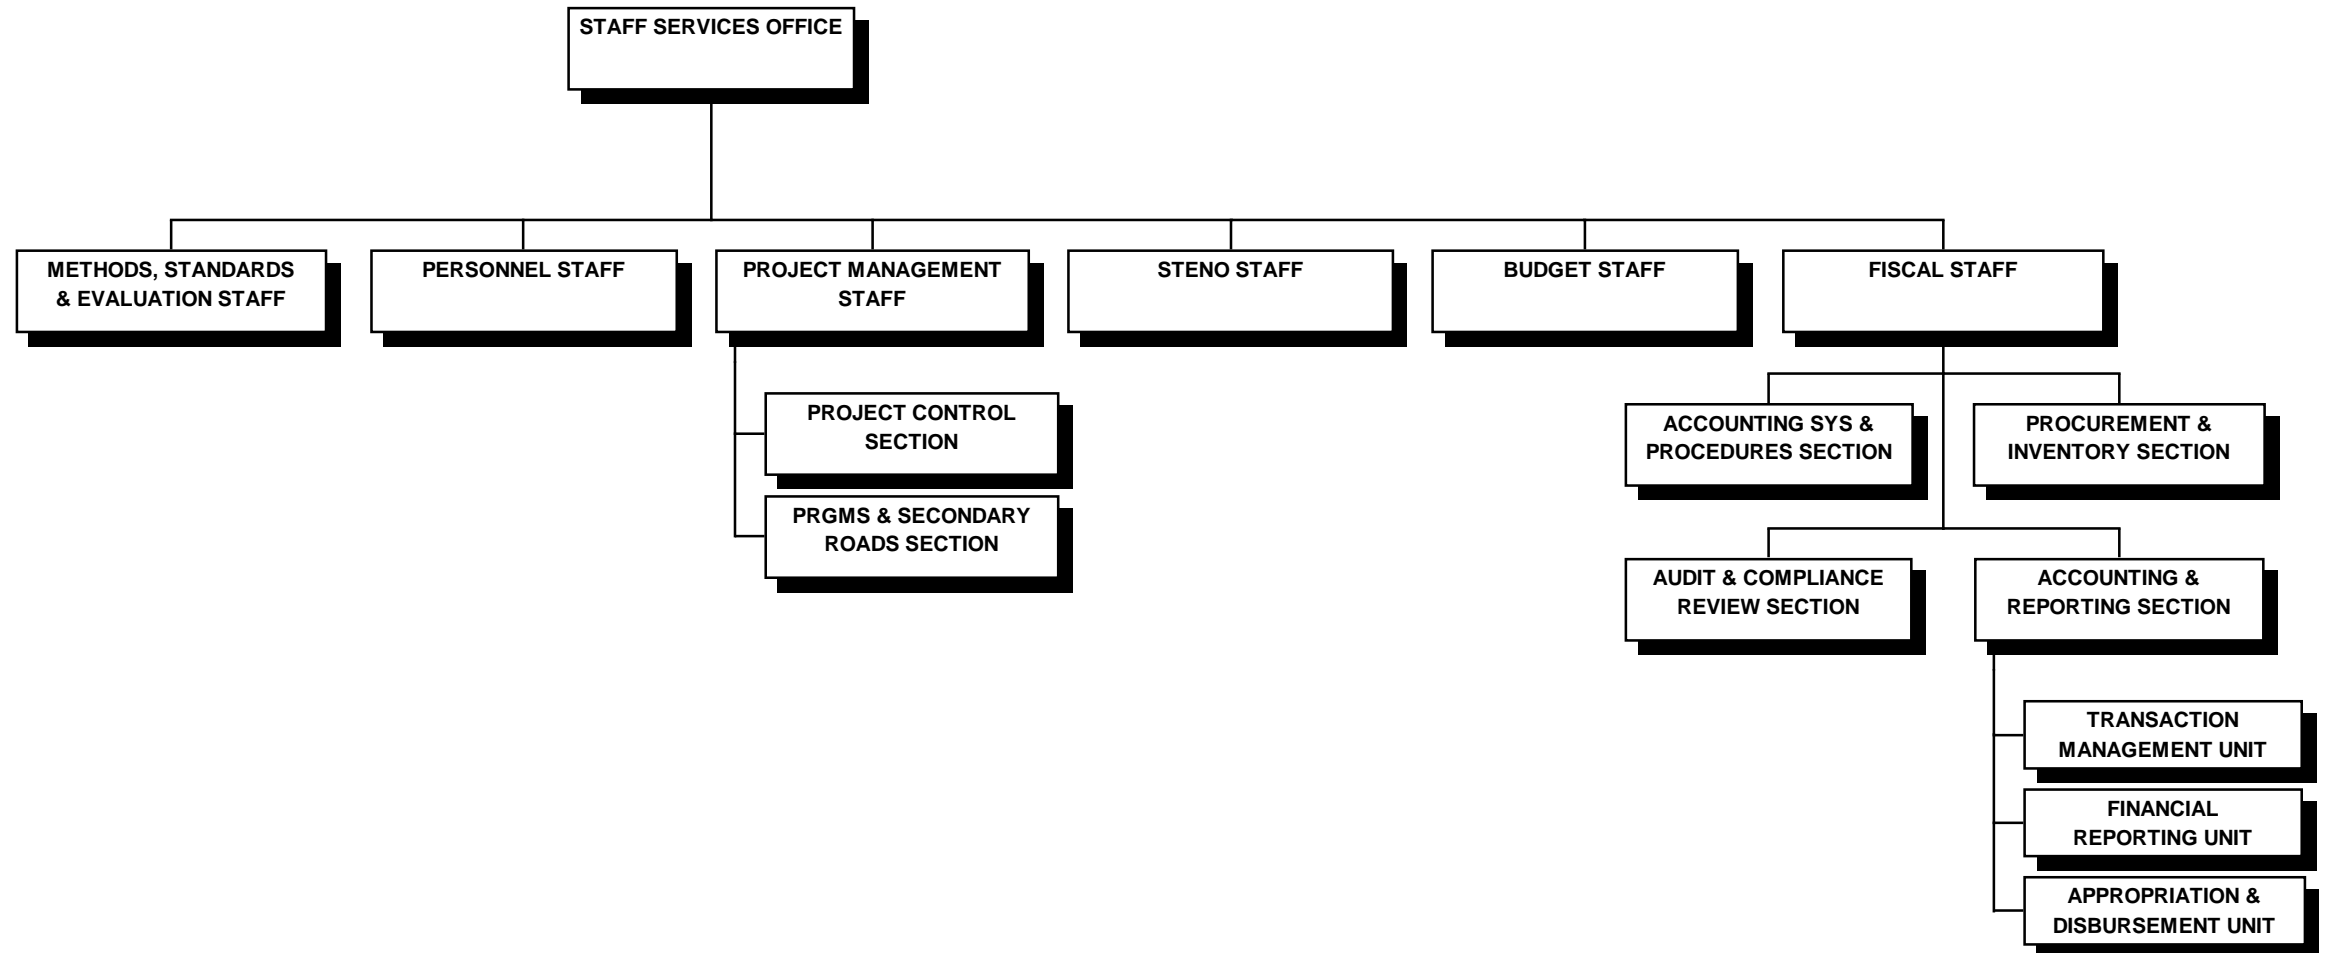 STAFF SERVICES OFFICE
METHODS, STANDARDS
& EVALUATION STAFF
PERSONNEL STAFF
PROJECT MANAGEMENT
STAFF
STENO STAFF
BUDGET STAFF
FISCAL STAFF
PROJECT CONTROL
SECTION
PRGMS & SECONDARY
ROADS SECTION
ACCOUNTING SYS &
PROCEDURES SECTION
PROCUREMENT &
INVENTORY SECTION
AUDIT & COMPLIANCE
REVIEW SECTION
ACCOUNTING &
REPORTING SECTION
TRANSACTION
MANAGEMENT UNIT
FINANCIAL
REPORTING UNIT
APPROPRIATION &
DISBURSEMENT UNIT